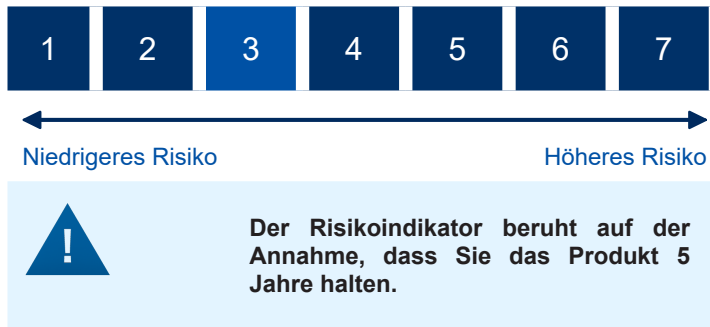 1 2 3 4 5 6 7
Niedrigeres Risiko Höheres Risiko
!
Der Risikoindikator beruht auf der
Annahme, dass Sie das Produkt 5
Jahre halten.